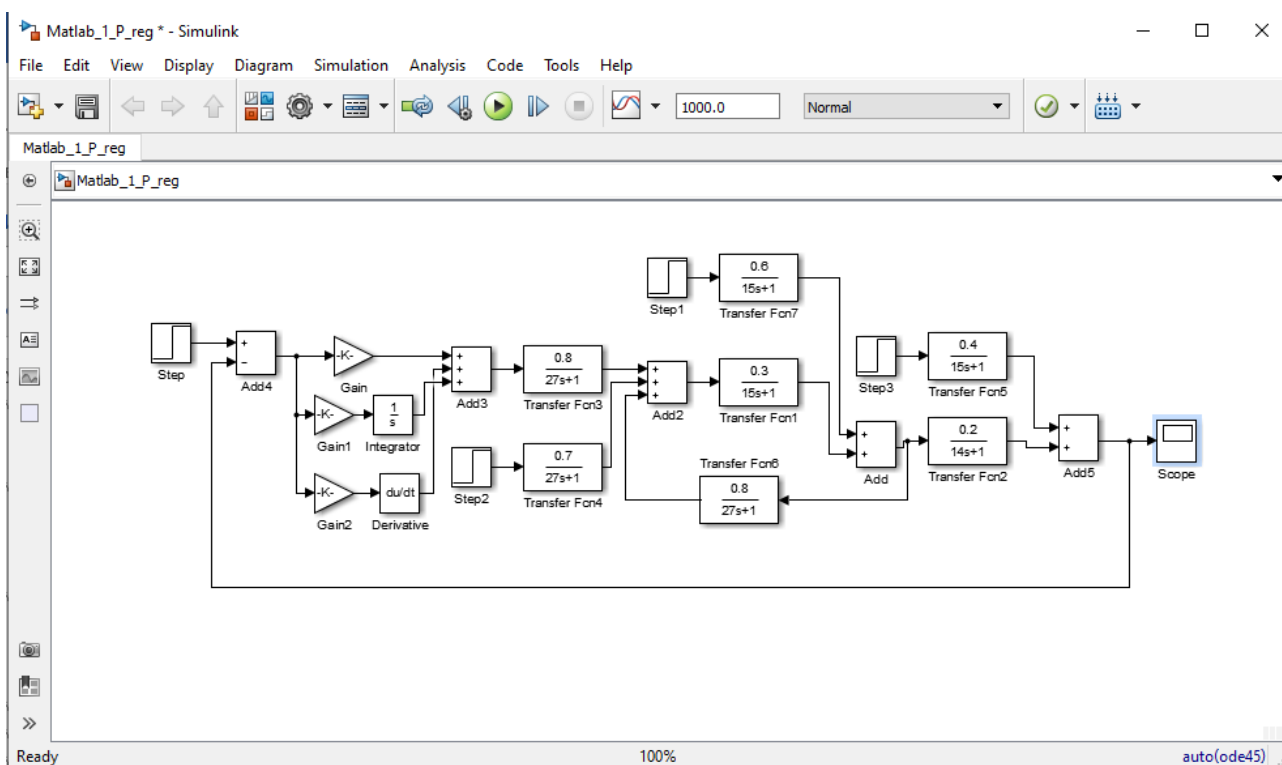 Matlab_1_P_reg * - Simulink
File Edit View Display Diagram Simulation Analysis Code Tools Help
1000.0 Normal
Matlab_1_P_reg
Matlab_1_P_reg
0.6
15s+1
Step1
Transfer Fcn7
Step
+
−
Add4
-K-
Gain
-K-
Gain1
1
s
Integrator
-K-
Gain2
du/dt
Derivative
+
+
+
Add3
0.8
27s+1
Transfer Fcn3
Step2
0.7
27s+1
Transfer Fcn4
+
+
+
Add2
0.3
15s+1
Transfer Fcn1
Transfer Fcn6
0.8
27s+1
+
+
Add
Step3
0.4
15s+1
Transfer Fcn5
0.2
14s+1
Transfer Fcn2
+
+
Add5
Scope
Ready 100% auto(ode45)